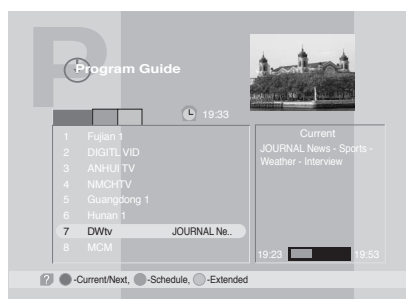 Program Guide
19:33
1 Fujian 1
2 DIGITL VID
3 ANHUI TV
4 NMCHTV
5 Guangdong 1
6 Hunan 1
7 DWtv JOURNAL Ne..
8 MCM
Current
JOURNAL News - Sports -
Weather - Interview
19:23 19:53
? -Current/Next, -Schedule, -Extended